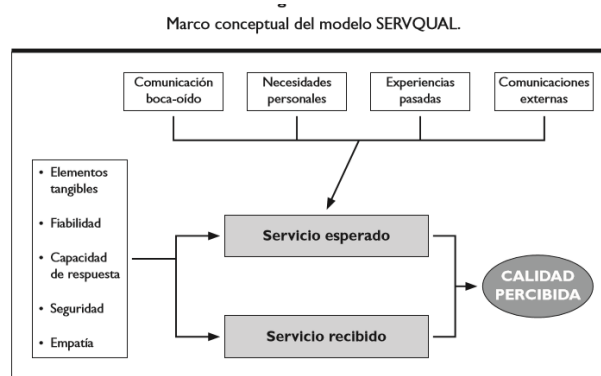 Marco conceptual del modelo SERVQUAL.
Comunicación
boca-oído
Necesidades
personales
Experiencias
pasadas
Comunicaciones
externas
• Elementos
tangibles
• Fiabilidad
• Capacidad
de respuesta
• Seguridad
• Empatía
Servicio esperado
Servicio recibido
CALIDAD
PERCIBIDA